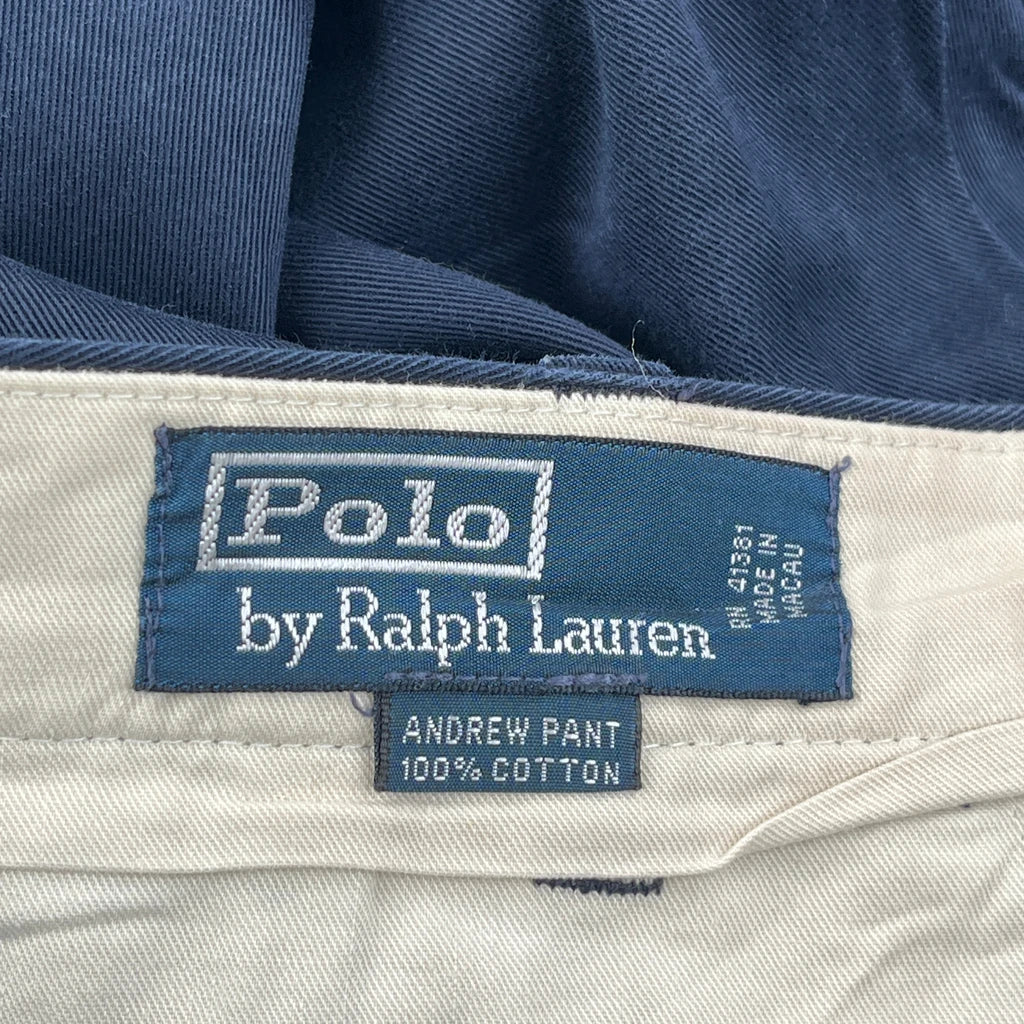 Polo
by Ralph Lauren
RN 41381
MADE IN
MACAU
ANDREW PANT
100% COTTON